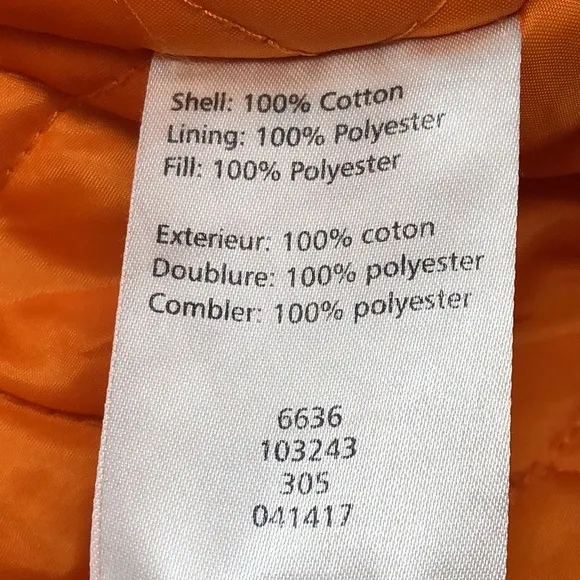 Shell: 100% Cotton
Lining: 100% Polyester
Fill: 100% Polyester
Exterieur: 100% coton
Doublure: 100% polyester
Combler: 100% polyester
6636
103243
305
041417